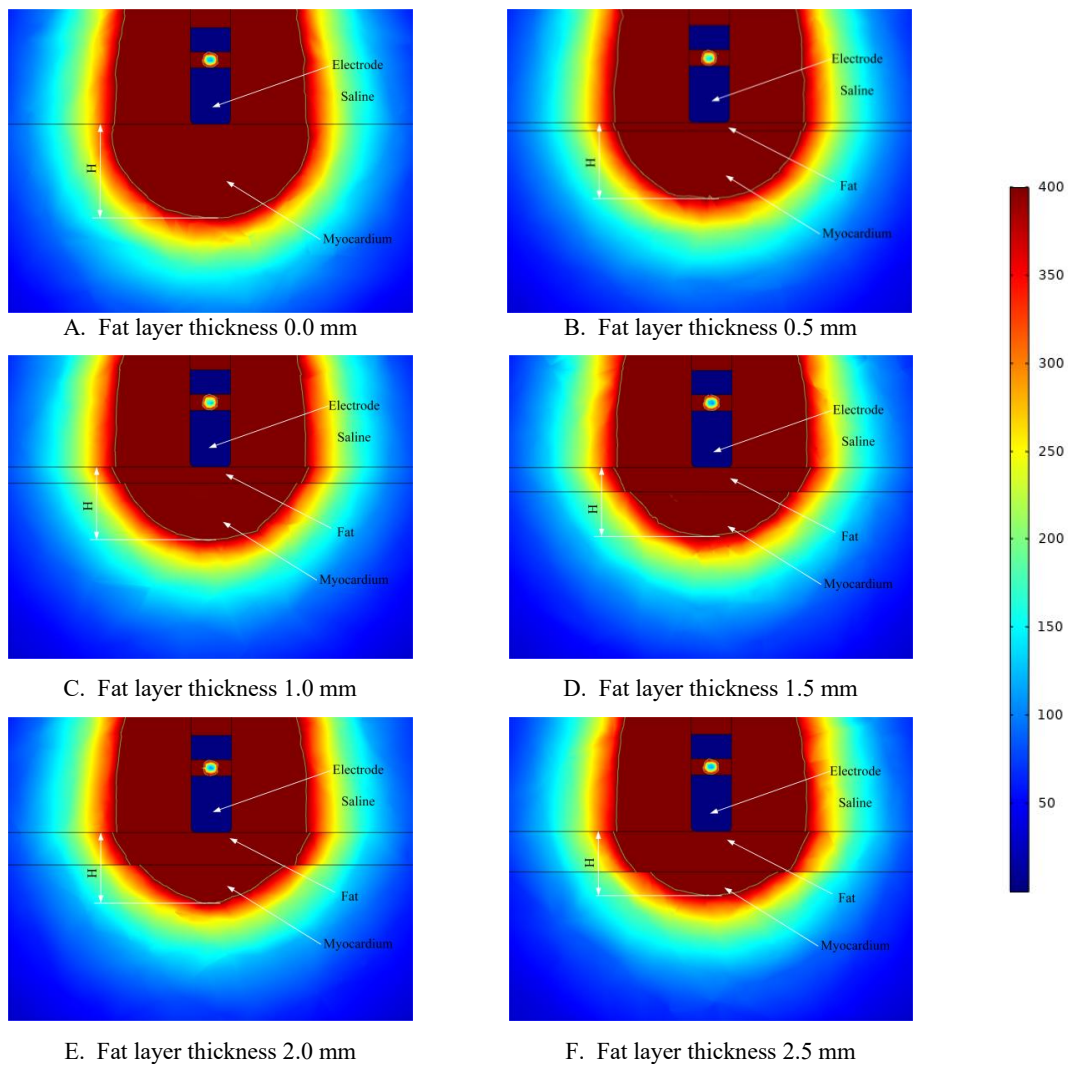 Electrode
Saline
H
Myocardium
A. Fat layer thickness 0.0 mm
Electrode
Saline
H
Fat
Myocardium
B. Fat layer thickness 0.5 mm
Electrode
Saline
H
Fat
Myocardium
C. Fat layer thickness 1.0 mm
Electrode
Saline
H
Fat
Myocardium
D. Fat layer thickness 1.5 mm
Electrode
Saline
H
Fat
Myocardium
E. Fat layer thickness 2.0 mm
Electrode
Saline
H
Fat
Myocardium
F. Fat layer thickness 2.5 mm
400
350
300
250
200
150
100
50